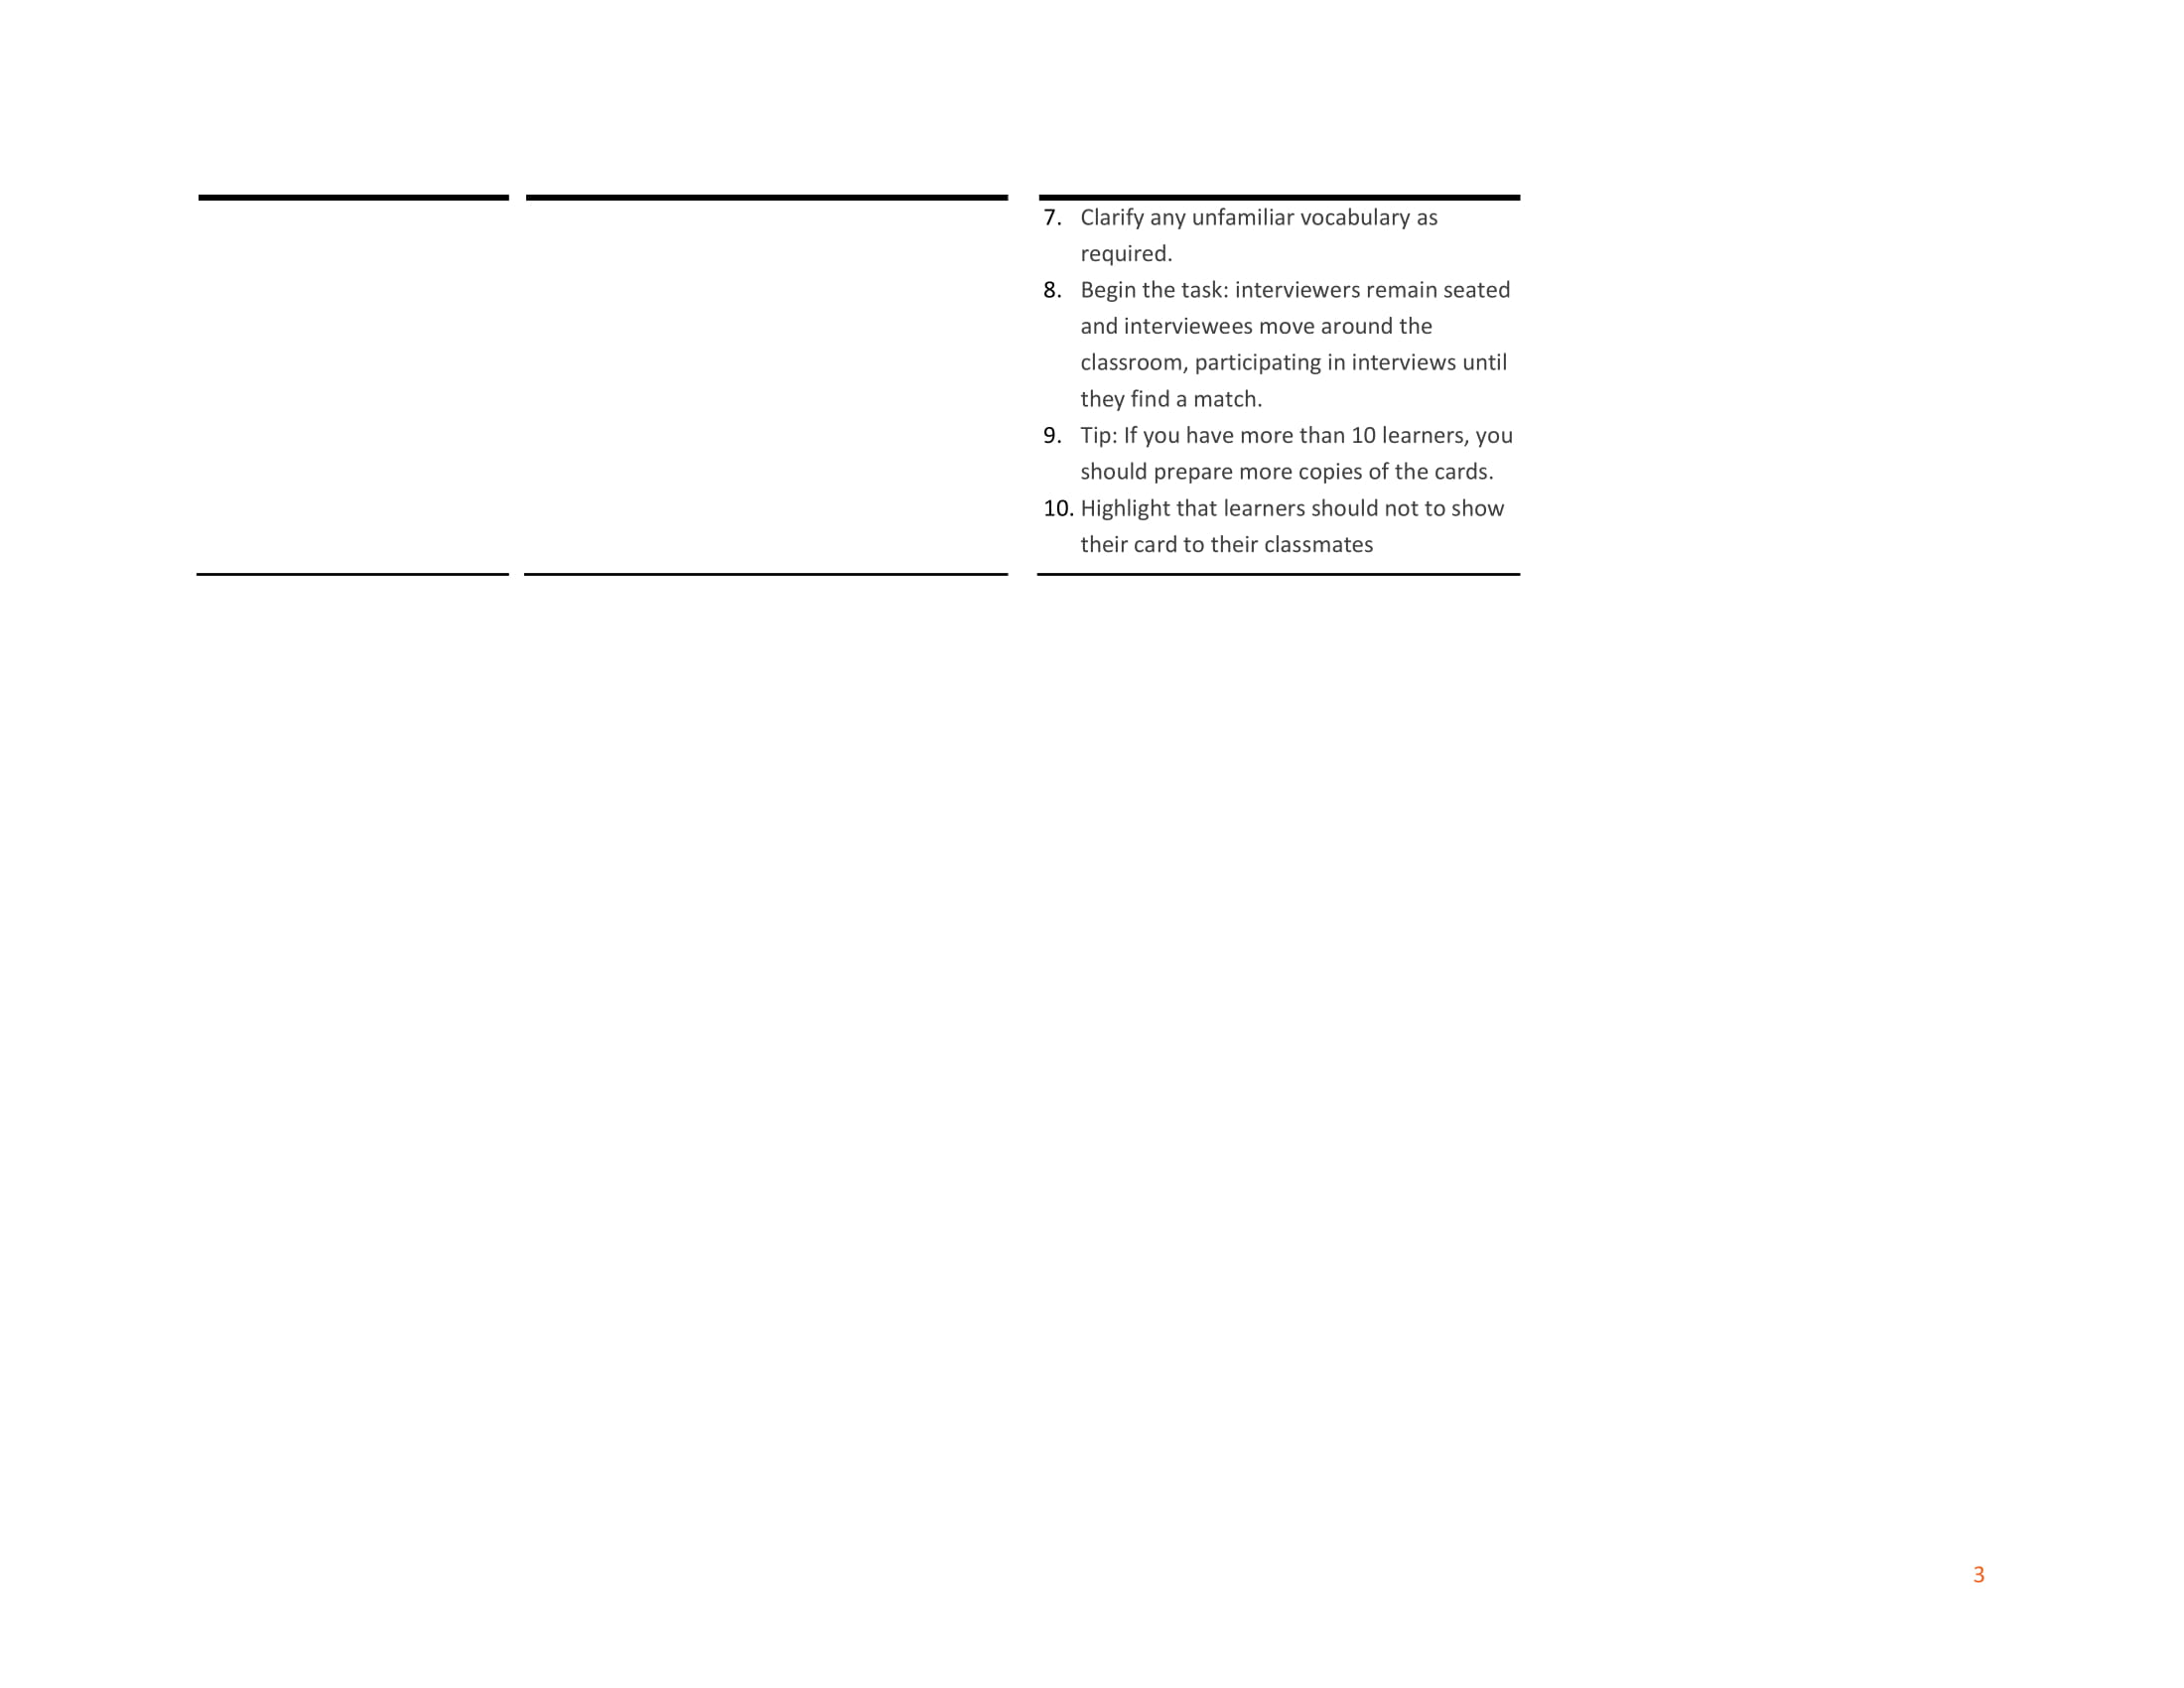 7. Clarify any unfamiliar vocabulary as
required.
8. Begin the task: interviewers remain seated
and interviewees move around the
classroom, participating in interviews until
they find a match.
9. Tip: If you have more than 10 learners, you
should prepare more copies of the cards.
10. Highlight that learners should not to show
their card to their classmates
3